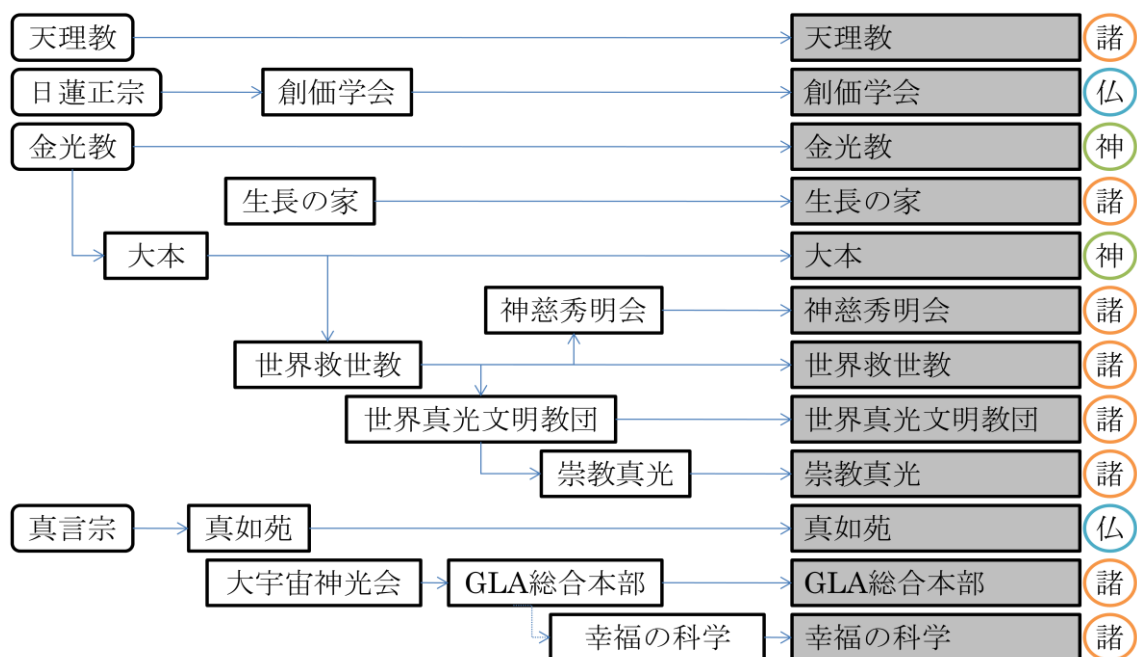 天理教 天理教 諸
日蓮正宗 創価学会 創価学会 仏
金光教 金光教 神
生長の家 生長の家 諸
大本 大本 神
神慈秀明会 神慈秀明会 諸
世界救世教 世界救世教 諸
世界真光文明教団 世界真光文明教団 諸
崇教真光 崇教真光 諸
真言宗 真如苑 真如苑 仏
大宇宙神光会 GLA総合本部 GLA総合本部 諸
幸福の科学 幸福の科学 諸